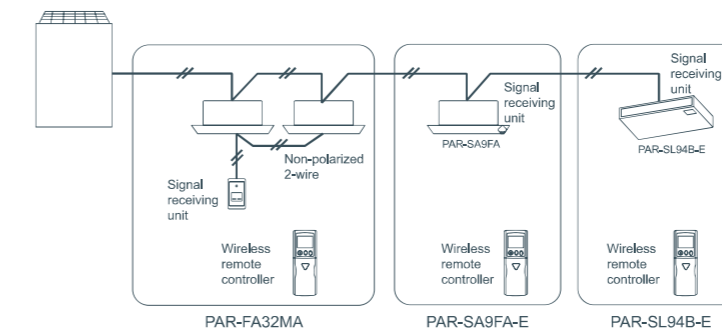 Signal
receiving
unit
Non-polarized
2-wire
Wireless
remote
controller
PAR-FA32MA
Signal
receiving
unit
PAR-SA9FA
Wireless
remote
controller
PAR-SA9FA-E
Signal
receiving
unit
PAR-SL94B-E
Wireless
remote
controller
PAR-SL94B-E